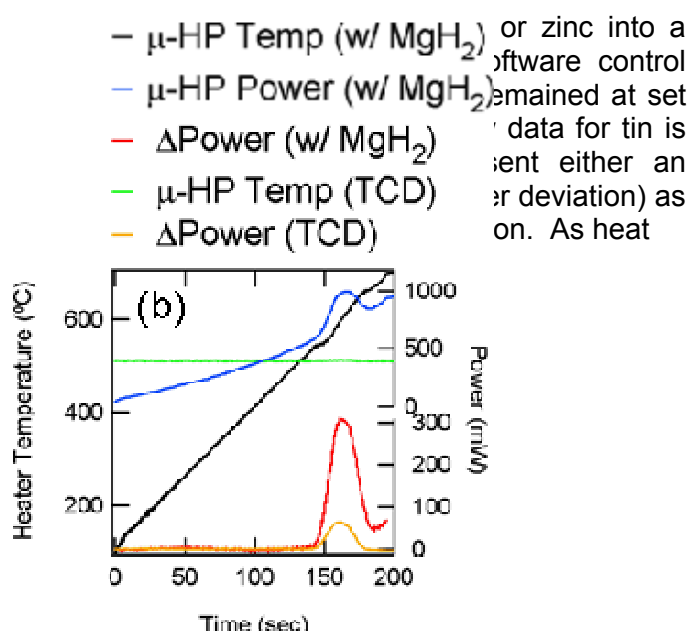 μ-HP Temp (w/ MgH₂) or zinc into a
μ-HP Power (w/ MgH₂) oftware control
emained at set
ΔPower (w/ MgH₂) data for tin is
sent either an
μ-HP Temp (TCD) er deviation) as
ΔPower (TCD) on. As heat
(b)
Heater Temperature (ºC)
600
400
200
1000
500
0
300
200
100
0
Power (mW)
0 50 100 150 200
Time (sec)